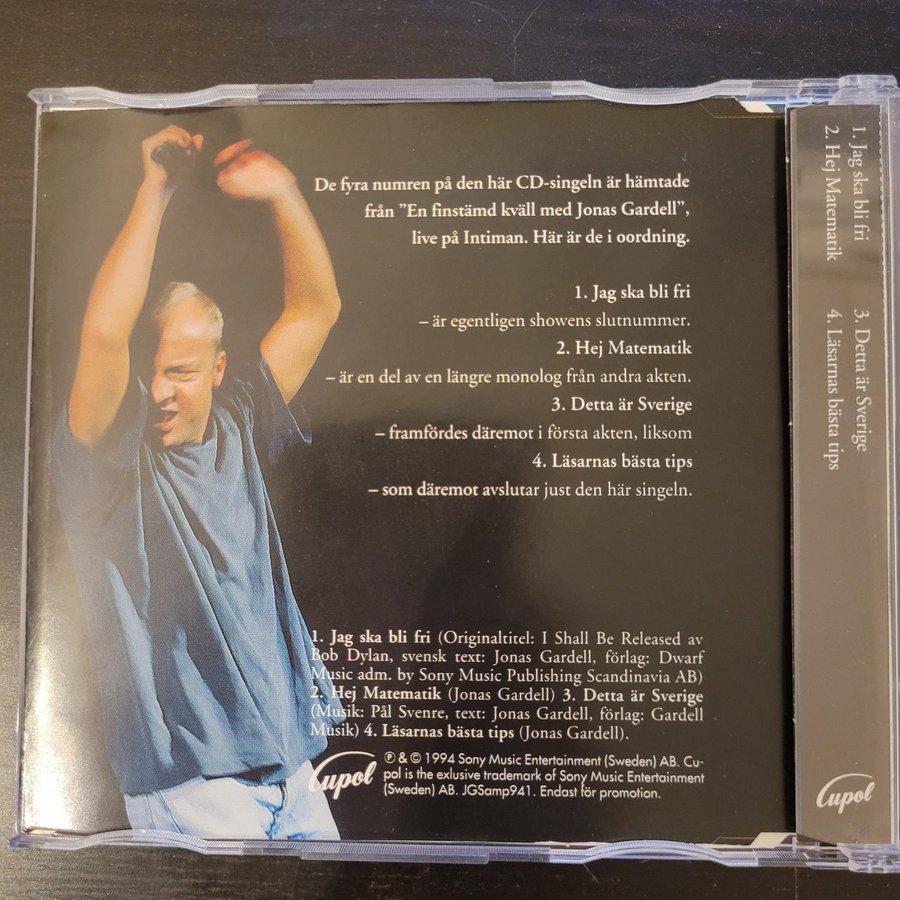 De fyra numren på den här CD-singeln är hämtade
från ”En finstämd kväll med Jonas Gardell”,
live på Intiman. Här är de i oordning.
1. Jag ska bli fri
– är egentligen showens slutnummer.
2. Hej Matematik
– är en del av en längre monolog från andra akten.
3. Detta är Sverige
– framfördes däremot i första akten, liksom
4. Läsarnas bästa tips
– som däremot avslutar just den här singeln.
1. Jag ska bli fri (Originaltitel: I Shall Be Released av
Bob Dylan, svensk text: Jonas Gardell, förlag: Dwarf
Music adm. by Sony Music Publishing Scandinavia AB)
2. Hej Matematik (Jonas Gardell) 3. Detta är Sverige
(Musik: Pål Svenre, text: Jonas Gardell, förlag: Gardell
Musik) 4. Läsarnas bästa tips (Jonas Gardell).
Cupol
℗ & © 1994 Sony Music Entertainment (Sweden) AB. Cu-
pol is the exlusive trademark of Sony Music Entertainment
(Sweden) AB. JGSamp941. Endast för promotion.
1. Jag ska bli fri
2. Hej Matematik
3. Detta är Sverige
4. Läsarnas bästa tips
Cupol